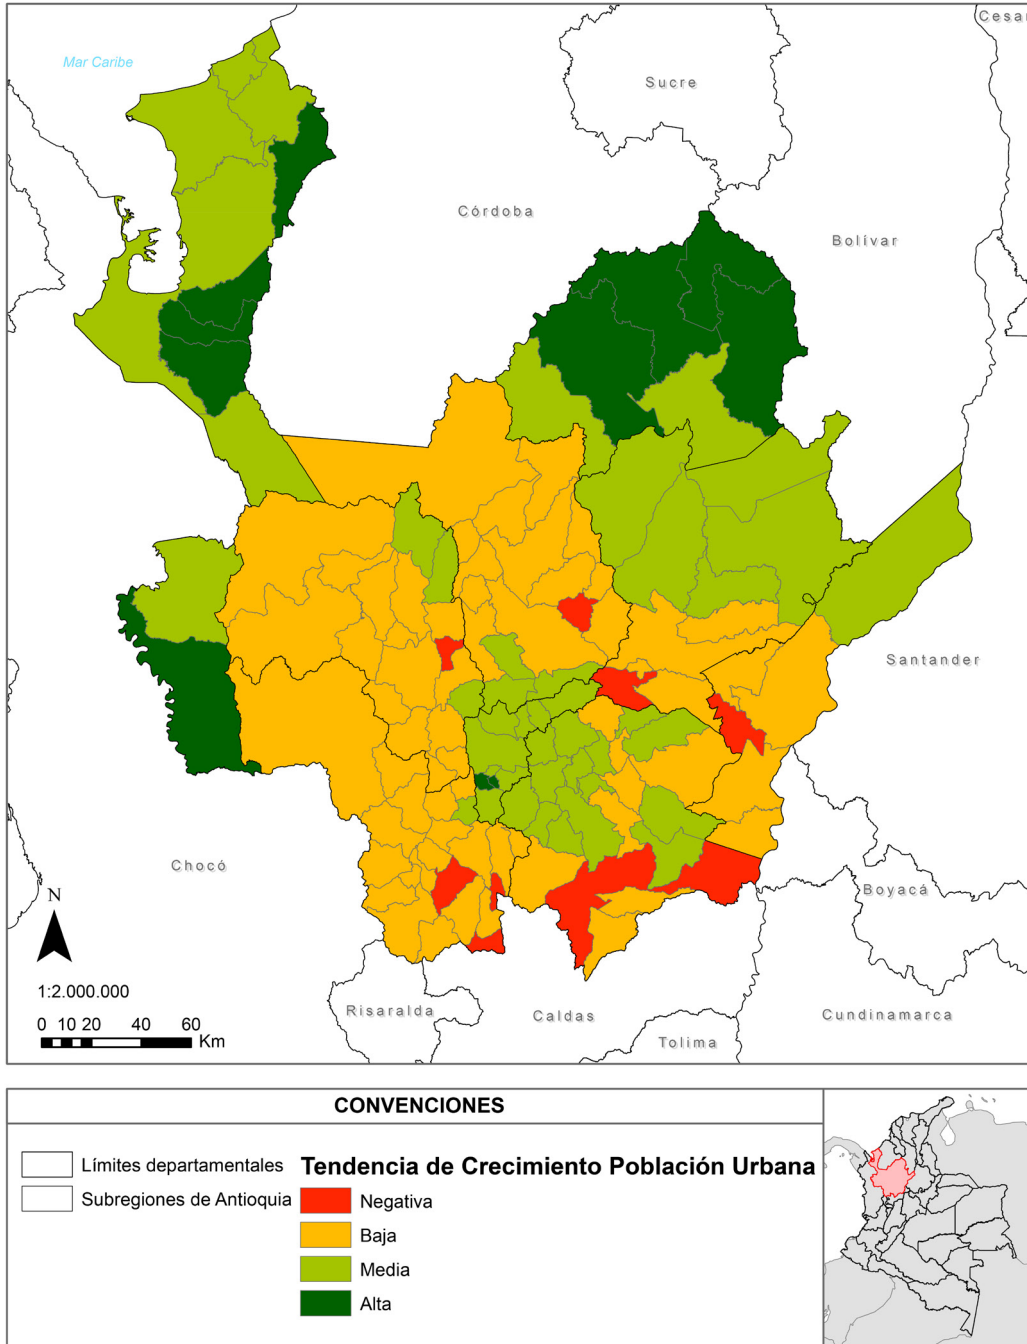 Cesar
Mar Caribe
Sucre
Córdoba
Bolívar
Santander
Chocó
Boyacá
N
1:2.000.000
Risaralda
Caldas
Cundinamarca
0 10 20 40 60
Km
Tolima
CONVENCIONES
Límites departamentales
Tendencia de Crecimiento Población Urbana
Subregiones de Antioquia
Negativa
Baja
Media
Alta